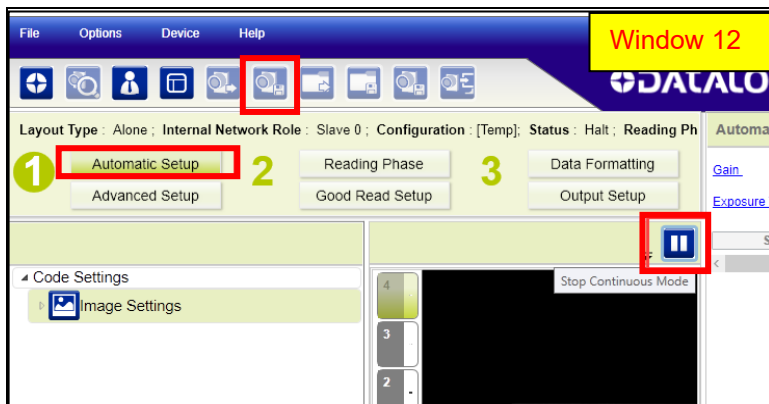 File Options Device Help
Window 12
DATALO
Layout Type : Alone ; Internal Network Role : Slave 0 ; Configuration : [Temp]; Status : Halt ; Reading Ph
Automa
1 Automatic Setup 2 Reading Phase 3 Data Formatting
Gain
Advanced Setup Good Read Setup Output Setup
Exposure
S
Code Settings
Stop Continuous Mode
Image Settings
4
3
2